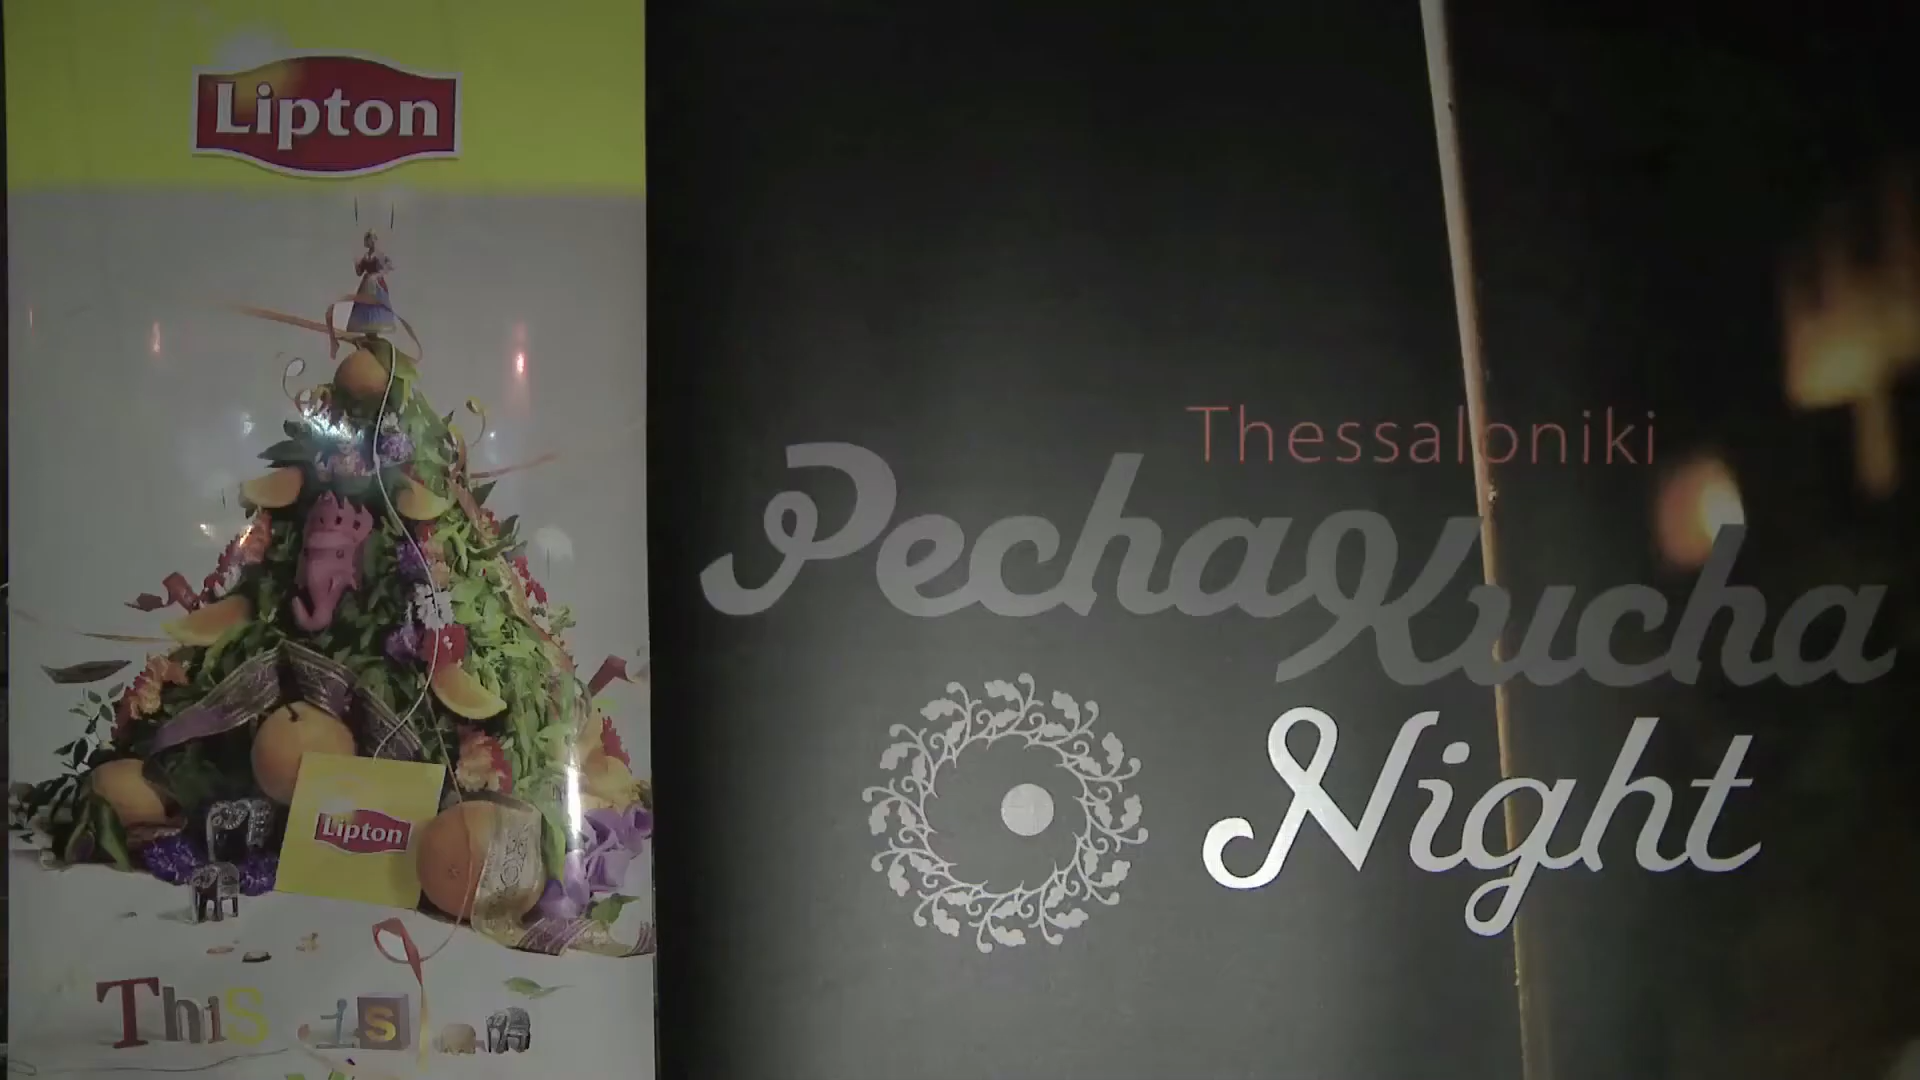 Lipton
Lipton
This is
Thessaloniki
PechaKucha
Night